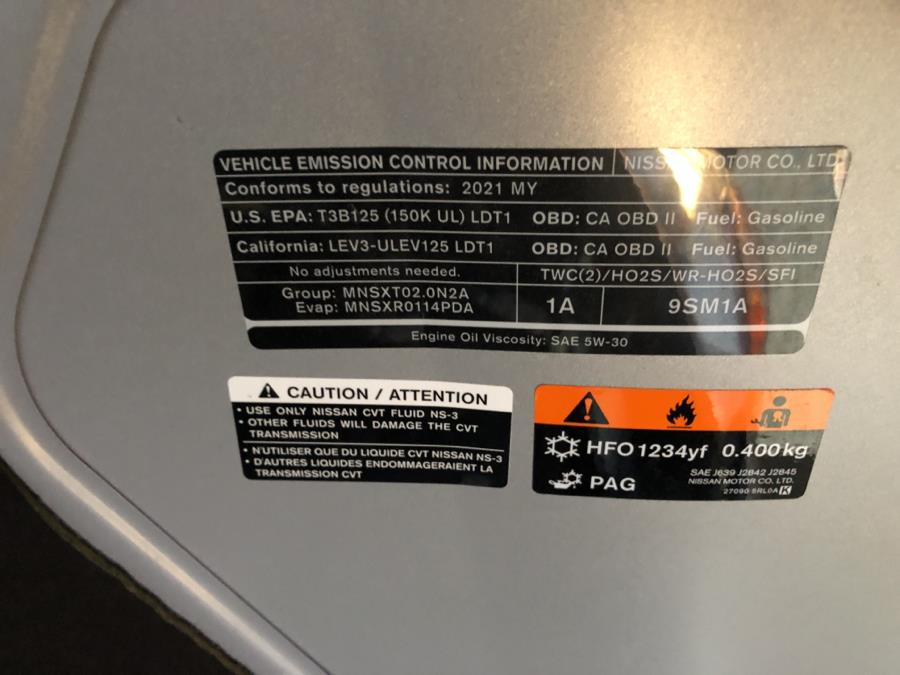 VEHICLE EMISSION CONTROL INFORMATION NISSAN MOTOR CO., LTD.
Conforms to regulations: 2021 MY
U.S. EPA: T3B125 (150K UL) LDT1 OBD: CA OBD II Fuel: Gasoline
California: LEV3-ULEV125 LDT1 OBD: CA OBD II Fuel: Gasoline
No adjustments needed. TWC(2)/HO2S/WR-HO2S/SFI
Group: MNSXT02.0N2A
Evap: MNSXR0114PDA
1A 9SM1A
Engine Oil Viscosity: SAE 5W-30
CAUTION / ATTENTION
• USE ONLY NISSAN CVT FLUID NS-3
• OTHER FLUIDS WILL DAMAGE THE CVT
TRANSMISSION
• N'UTILISER QUE DU LIQUIDE CVT NISSAN NS-3
• D'AUTRES LIQUIDES ENDOMMAGERAIENT LA
TRANSMISSION CVT
HFO1234yf 0.400kg
PAG
SAE J639 J2842 J2845
NISSAN MOTOR CO. LTD.
27090 5RL0A K